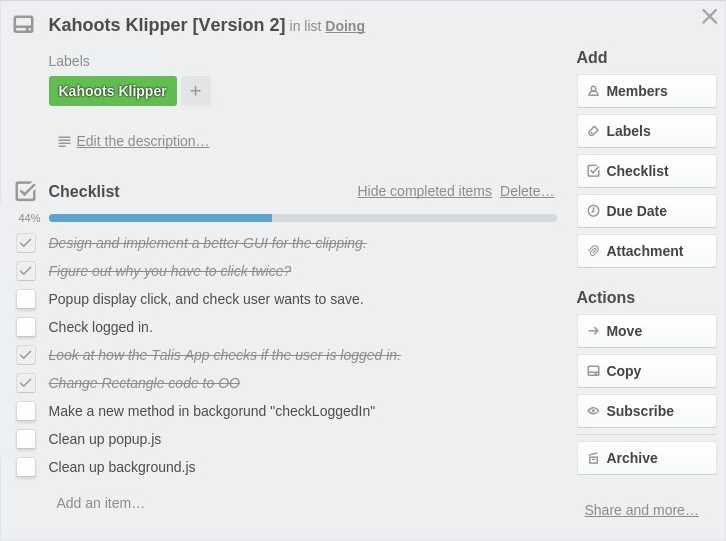 Kahoots Klipper [Version 2] in list Doing
Labels
Kahoots Klipper +
Edit the description…
Checklist
Hide completed items Delete…
44%
Design and implement a better GUI for the clipping.
Figure out why you have to click twice?
Popup display click, and check user wants to save.
Check logged in.
Look at how the Talis App checks if the user is logged in.
Change Rectangle code to OO
Make a new method in backgorund "checkLoggedIn"
Clean up popup.js
Clean up background.js
Add an item…
Add
Members
Labels
Checklist
Due Date
Attachment
Actions
Move
Copy
Subscribe
Archive
Share and more…